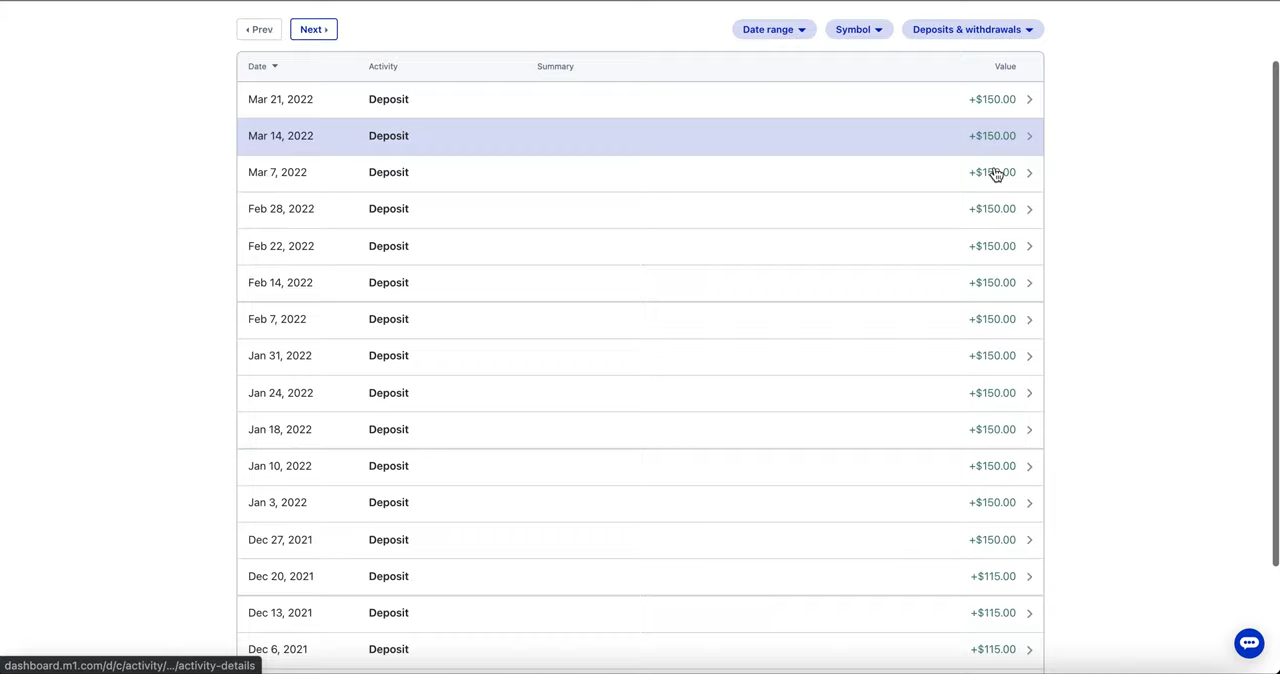 Prev Next Date range Symbol Deposits & withdrawals
Date Activity Summary Value
Mar 21, 2022 Deposit +$150.00
Mar 14, 2022 Deposit +$150.00
Mar 7, 2022 Deposit
Feb 28, 2022 Deposit +$150.00
Feb 22, 2022 Deposit +$150.00
Feb 14, 2022 Deposit +$150.00
Feb 7, 2022 Deposit +$150.00
Jan 31, 2022 Deposit +$150.00
Jan 24, 2022 Deposit +$150.00
Jan 18, 2022 Deposit +$150.00
Jan 10, 2022 Deposit +$150.00
Jan 3, 2022 Deposit +$150.00
Dec 27, 2021 Deposit +$150.00
Dec 20, 2021 Deposit +$115.00
Dec 13, 2021 Deposit +$115.00
Dec 6, 2021 Deposit +$115.00
dashboard.m1.com/d/c/activity/.../activity-details